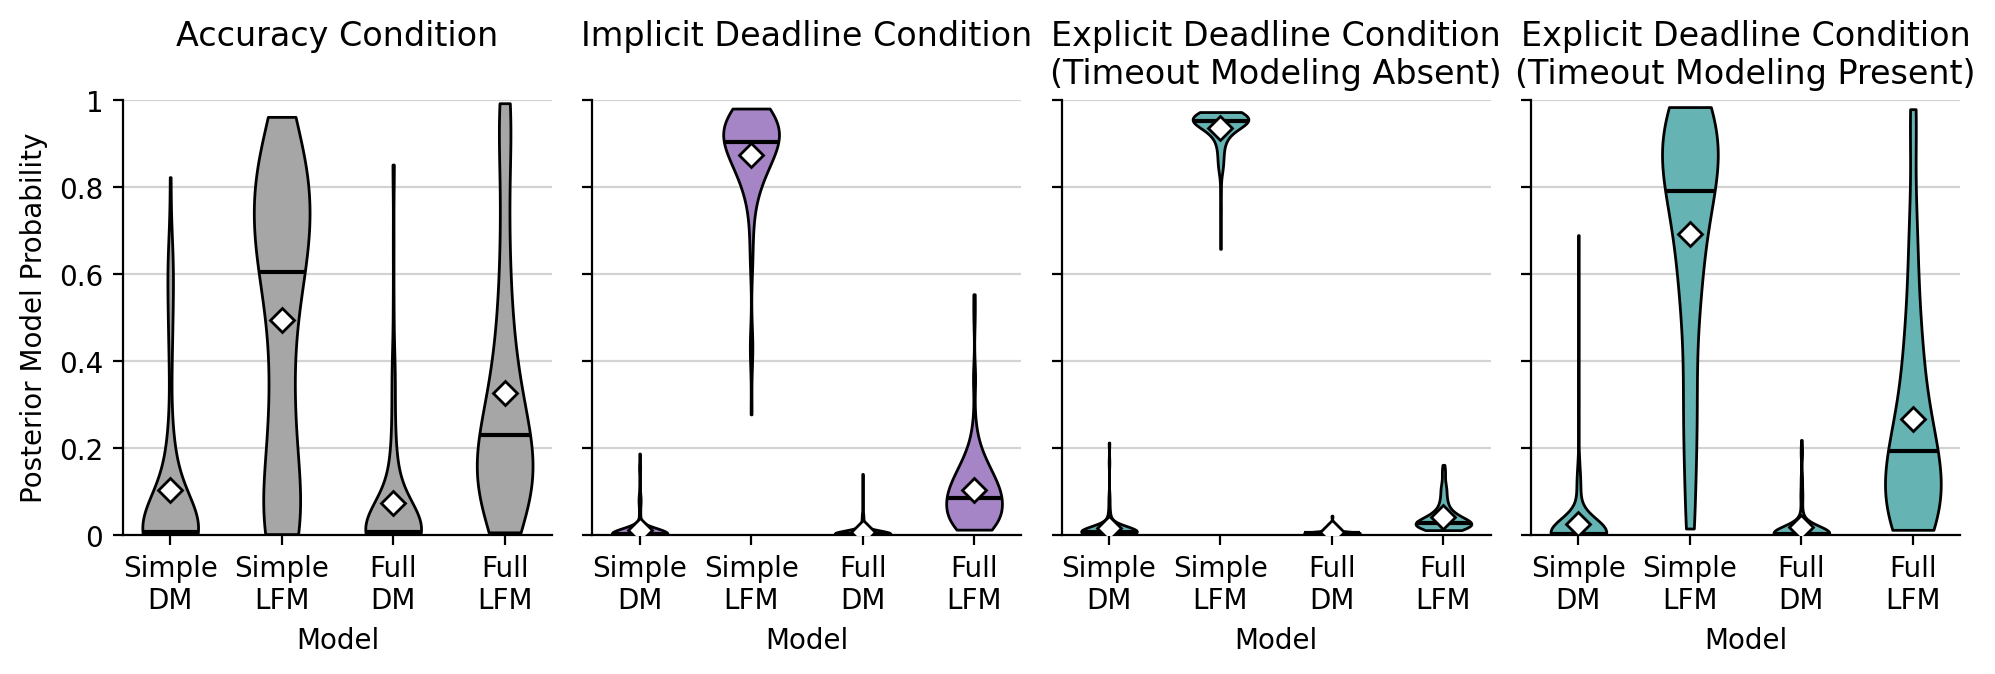 Accuracy Condition
Implicit Deadline Condition
Explicit Deadline Condition
(Timeout Modeling Absent)
Explicit Deadline Condition
(Timeout Modeling Present)
Posterior Model Probability
1
0.8
0.6
0.4
0.2
0
Simple
DM
Simple
LFM
Full
DM
Full
LFM
Model
Simple
DM
Simple
LFM
Full
DM
Full
LFM
Model
Simple
DM
Simple
LFM
Full
DM
Full
LFM
Model
Simple
DM
Simple
LFM
Full
DM
Full
LFM
Model